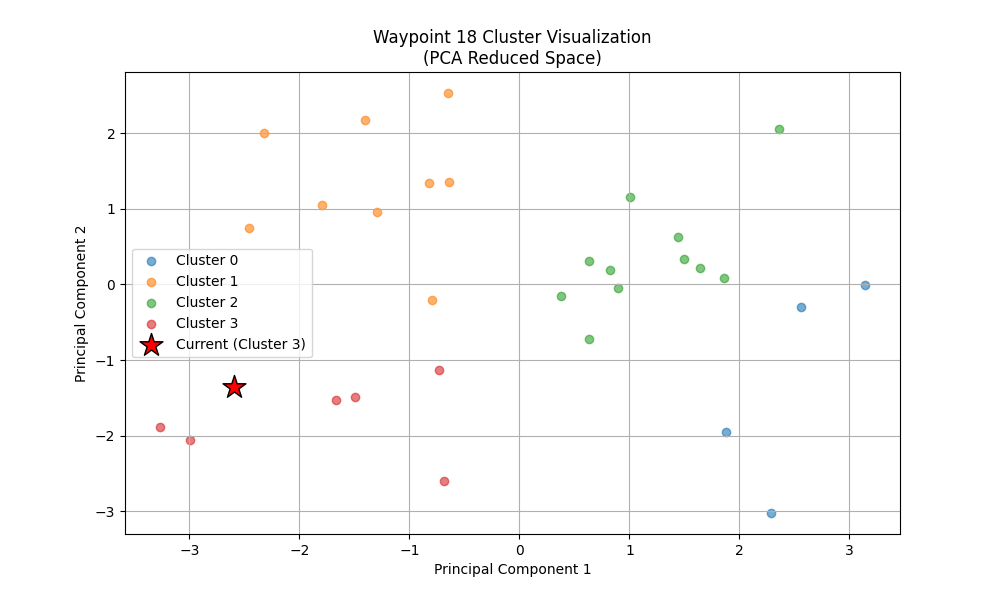 Waypoint 18 Cluster Visualization
(PCA Reduced Space)
Principal Component 2
2
1
0
−1
−2
−3
Cluster 0
Cluster 1
Cluster 2
Cluster 3
Current (Cluster 3)
−3
−2
−1
0
1
2
3
Principal Component 1